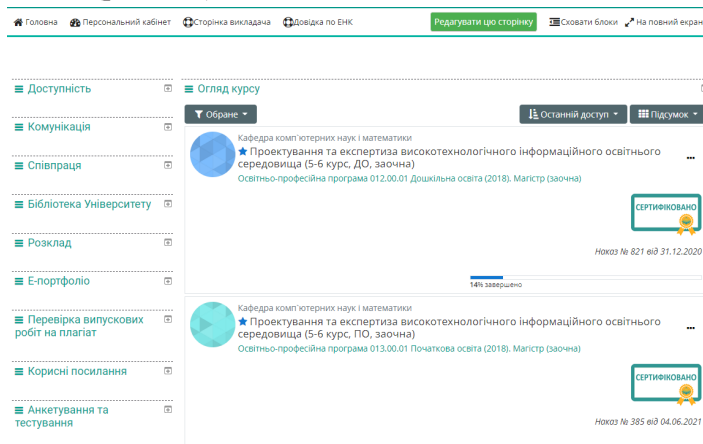 Головна Персональний кабінет Сторінка викладача Довідка по ЕНК Редагувати цю сторінку Сховати блоки На повний екран
Доступність
Комунікація
Співпраця
Бібліотека Університету
Розклад
Е-портфоліо
Перевірка випускових
робіт на плагіат
Корисні посилання
Анкетування та
тестування
Огляд курсу
Обране Останній доступ Підсумок
Кафедра комп`ютерних наук і математики
Проектування та експертиза високотехнологічного інформаційного освітнього
середовища (5-6 курс, ДО, заочна)
Освітньо-професійна програма 012.00.01 Дошкільна освіта (2018). Магістр (заочна)
СЕРТИФІКОВАНО
Наказ № 821 від 31.12.2020
14% завершено
Кафедра комп`ютерних наук і математики
Проектування та експертиза високотехнологічного інформаційного освітнього
середовища (5-6 курс, ПО, заочна)
Освітньо-професійна програма 013.00.01 Початкова освіта (2018). Магістр (заочна)
СЕРТИФІКОВАНО
Наказ № 385 від 04.06.2021